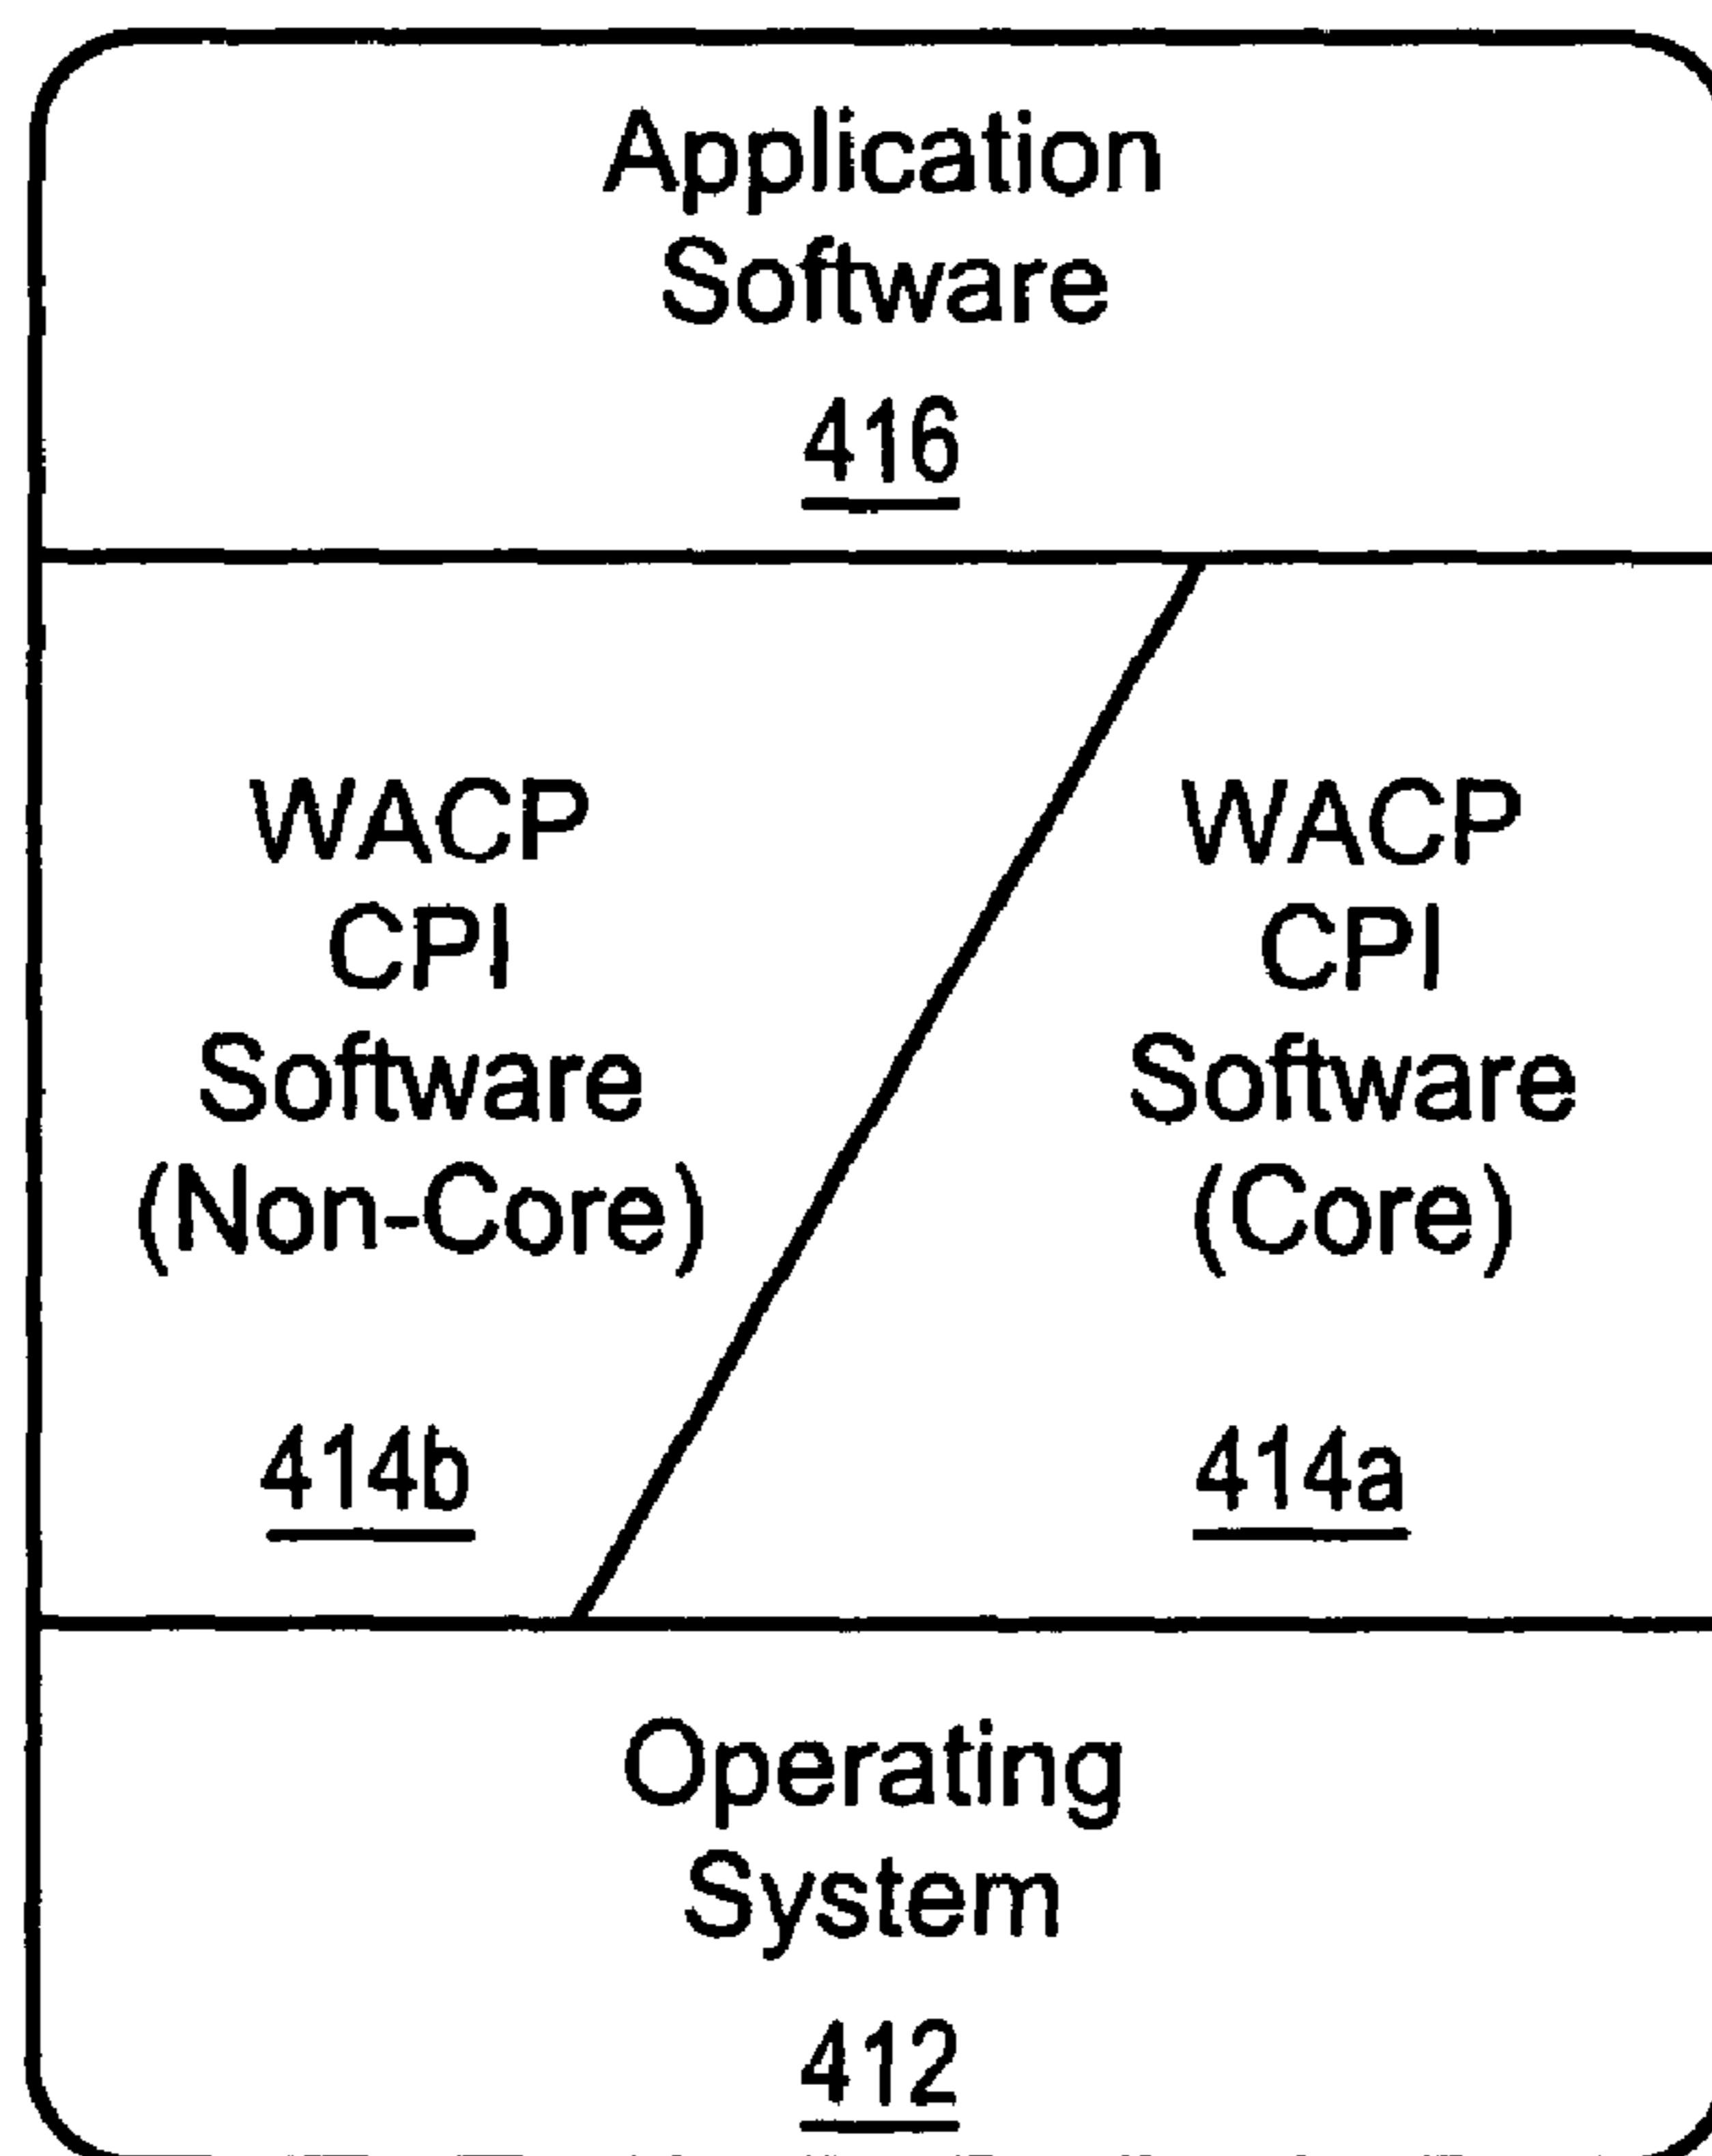 Application
Software
416
WACP
CPI
Software
(Non-Core)
414b
WACP
CPI
Software
(Core)
414a
Operating
System
412